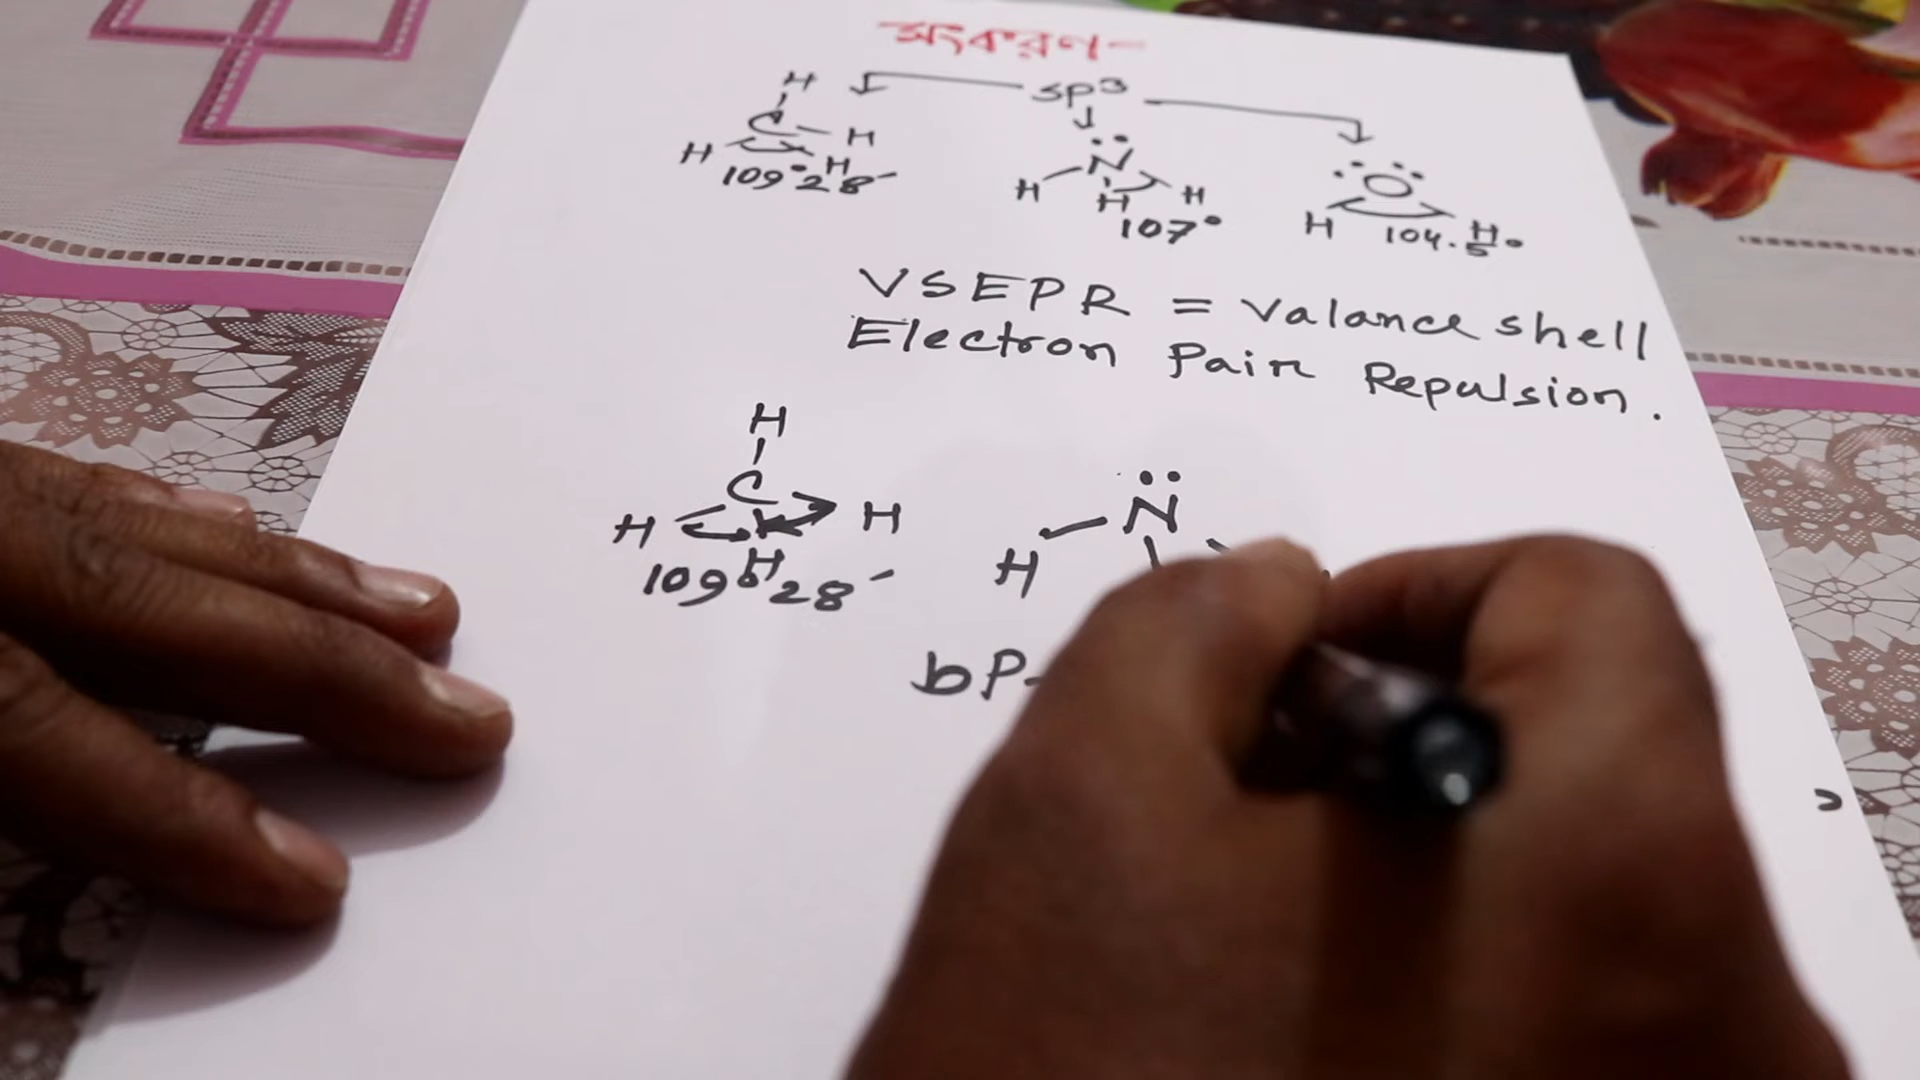 সংকরণ-
sp³
H
C - H
H H
109°28′
N
H H H
107°
O
H H
104.5°
VSEPR = Valance shell
Electron Pair Repulsion.
H
C
H H
H
109°28′
N
H
bP-